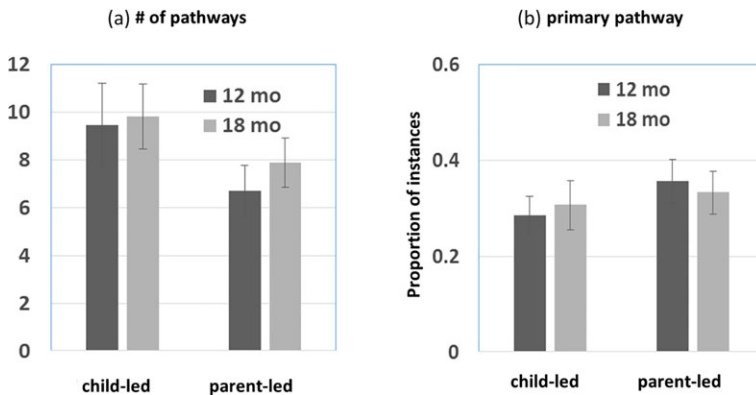 (a) # of pathways
12
10
8
6
4
2
0
12 mo
18 mo
child-led
parent-led
(b) primary pathway
Proportion of instances
0.6
0.4
0.2
0
12 mo
18 mo
child-led
parent-led